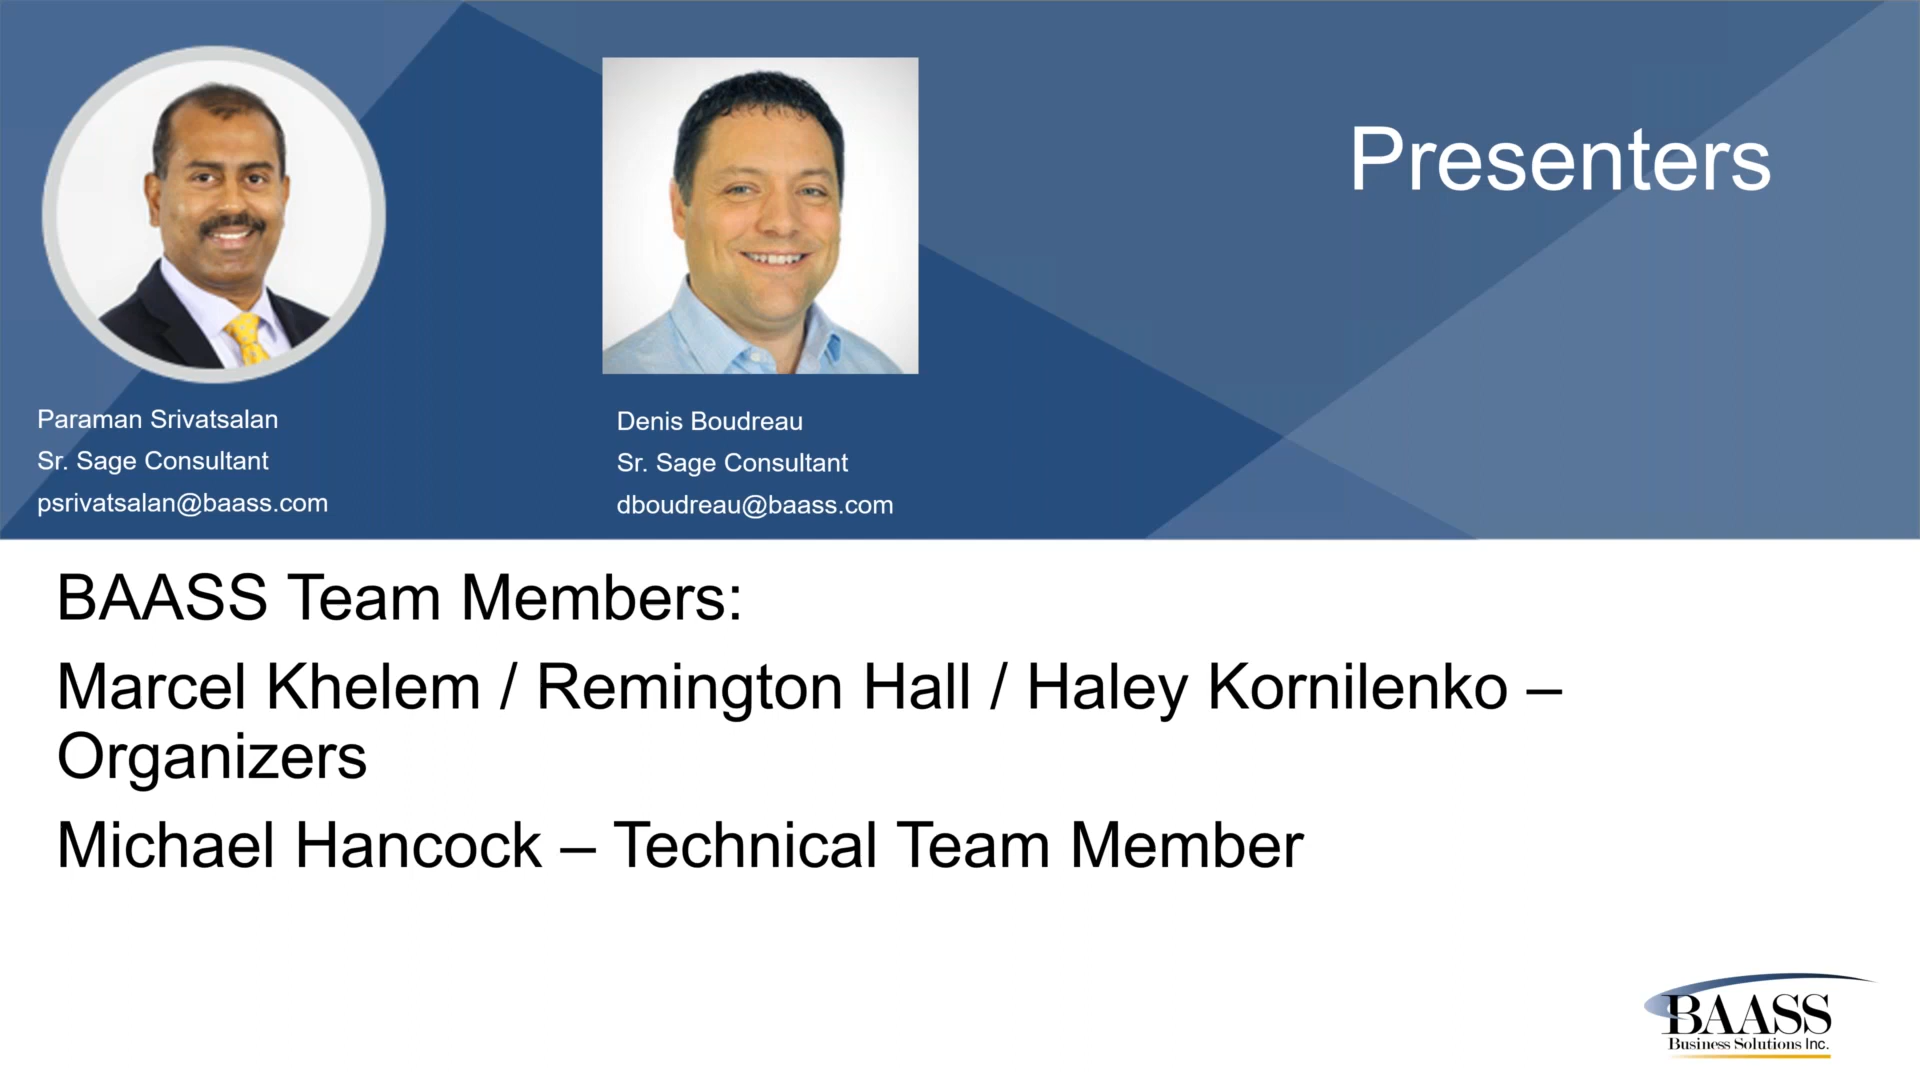 Presenters
Paraman Srivatsalan
Sr. Sage Consultant
psrivatsalan@baass.com
Denis Boudreau
Sr. Sage Consultant
dboudreau@baass.com
BAASS Team Members:
Marcel Khelem / Remington Hall / Haley Kornilenko –
Organizers
Michael Hancock – Technical Team Member
BAASS
Business Solutions Inc.